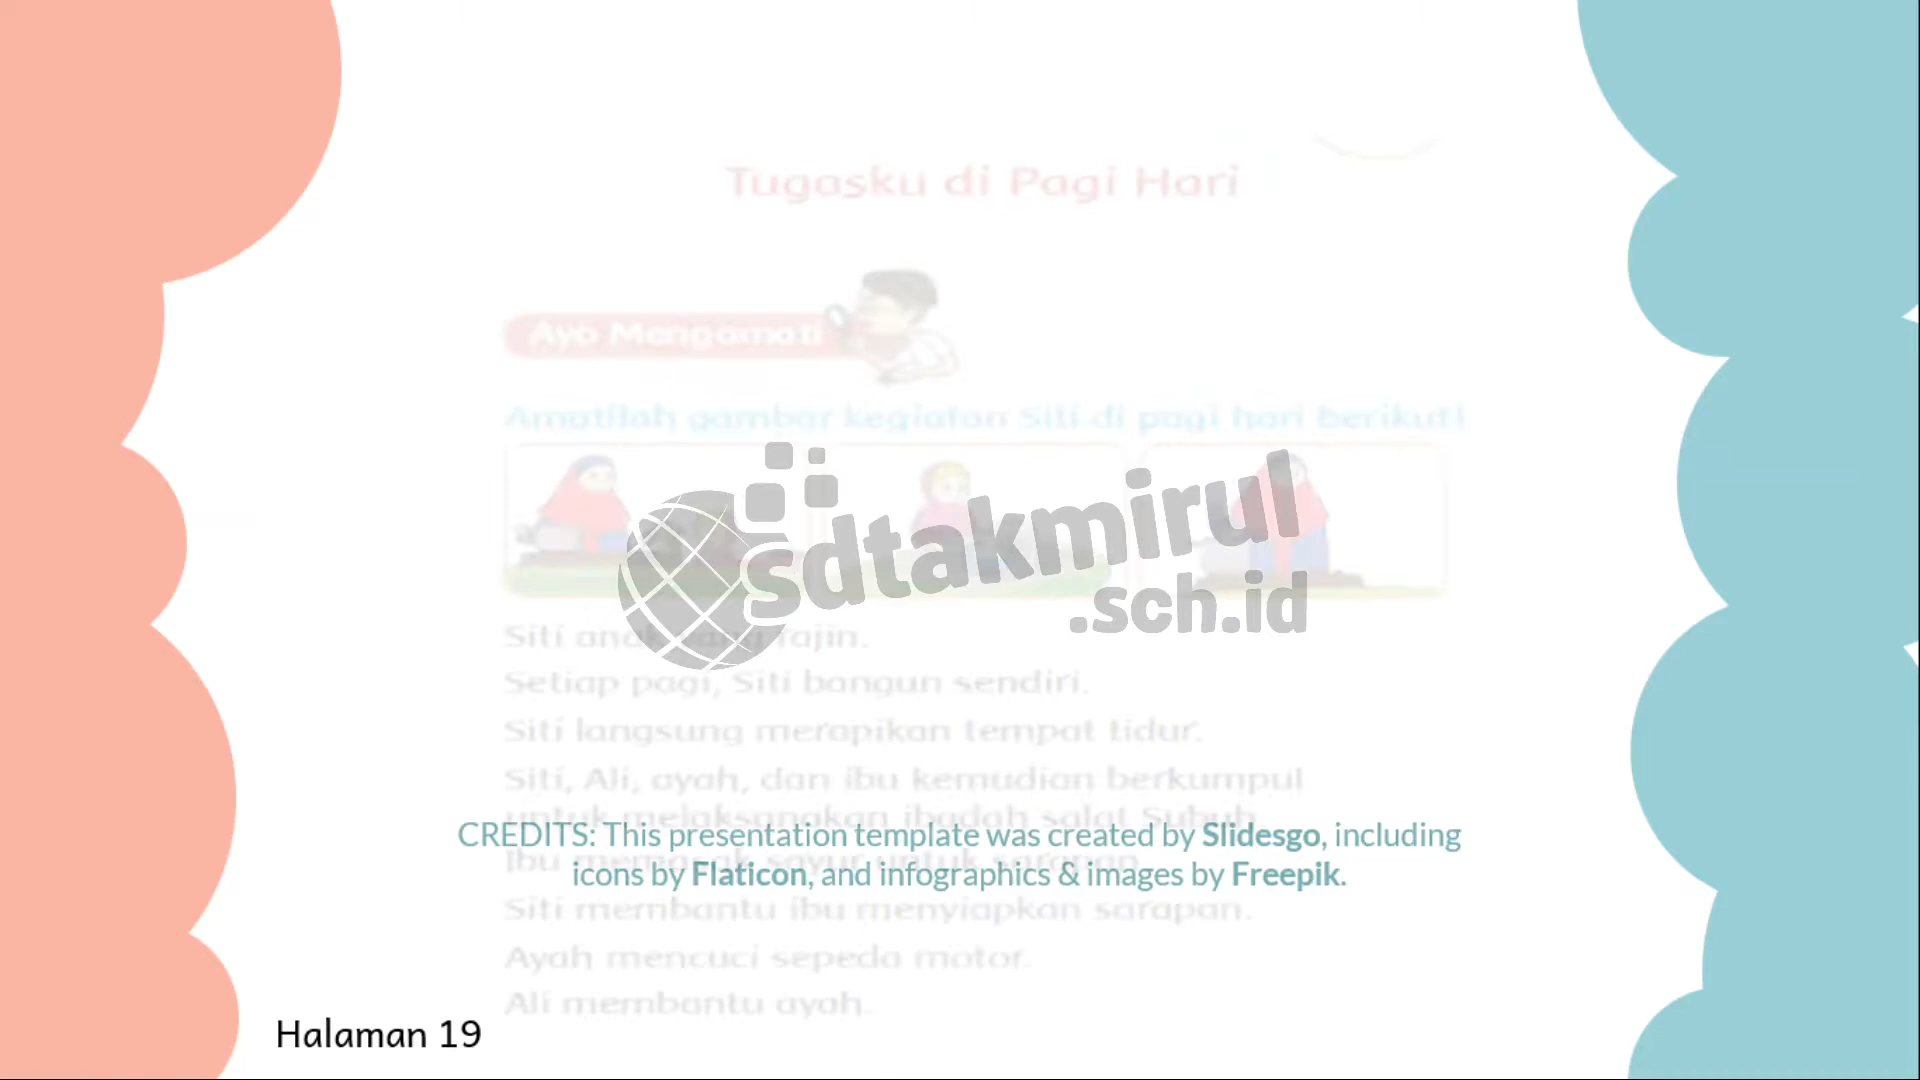 Tugasku di Pagi Hari
Ayo Mengamati
Amatilah gambar kegiatan Siti di pagi hari berikut!
sdtakmirul
.sch.id
Siti anak yang rajin.
Setiap pagi, Siti bangun sendiri.
Siti langsung merapikan tempat tidur.
Siti, Ali, ayah, dan ibu kemudian berkumpul
untuk melaksanakan ibadah salat Subuh.
CREDITS: This presentation template was created by Slidesgo, including
Ibu memasak sayur untuk sarapan.
icons by Flaticon, and infographics & images by Freepik.
Siti membantu ibu menyiapkan sarapan.
Ayah mencuci sepeda motor.
Ali membantu ayah.
Halaman 19